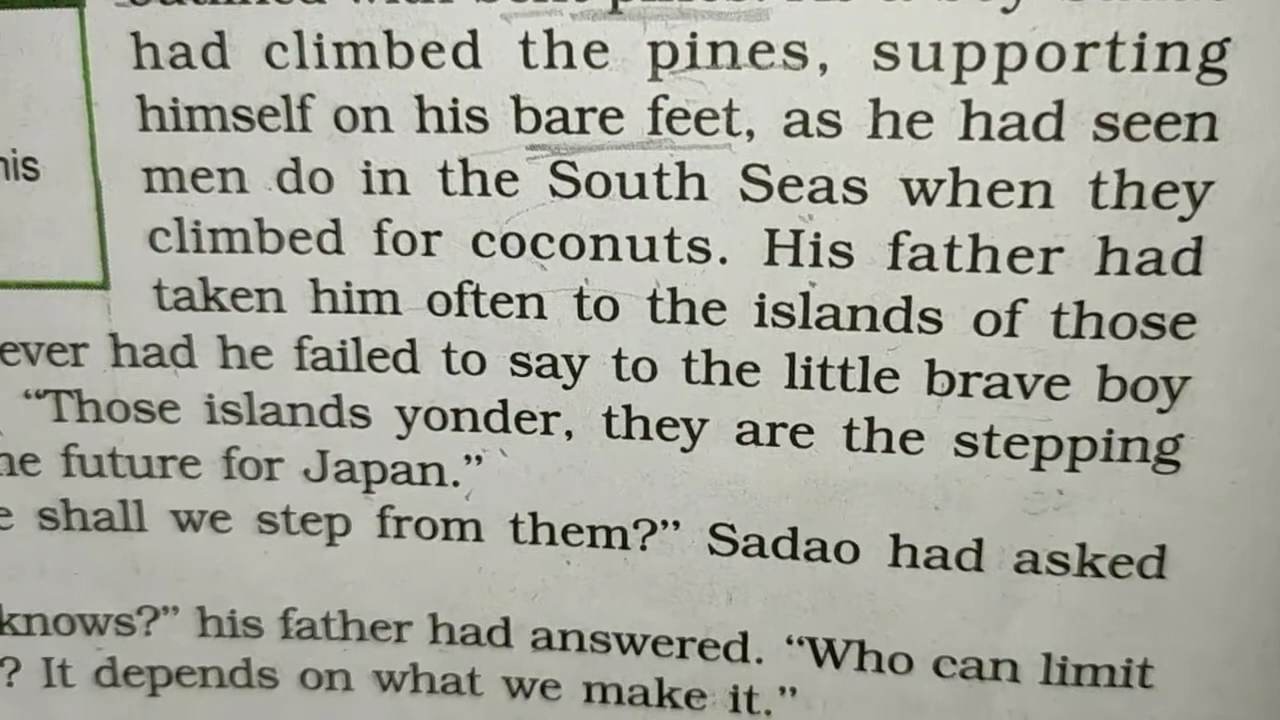 had climbed the pines, supporting
himself on his bare feet, as he had seen
his
men do in the South Seas when they
climbed for coconuts. His father had
taken him often to the islands of those
ever had he failed to say to the little brave boy
“Those islands yonder, they are the stepping
he future for Japan.”
e shall we step from them?” Sadao had asked
knows?” his father had answered. “Who can limit
? It depends on what we make it.”